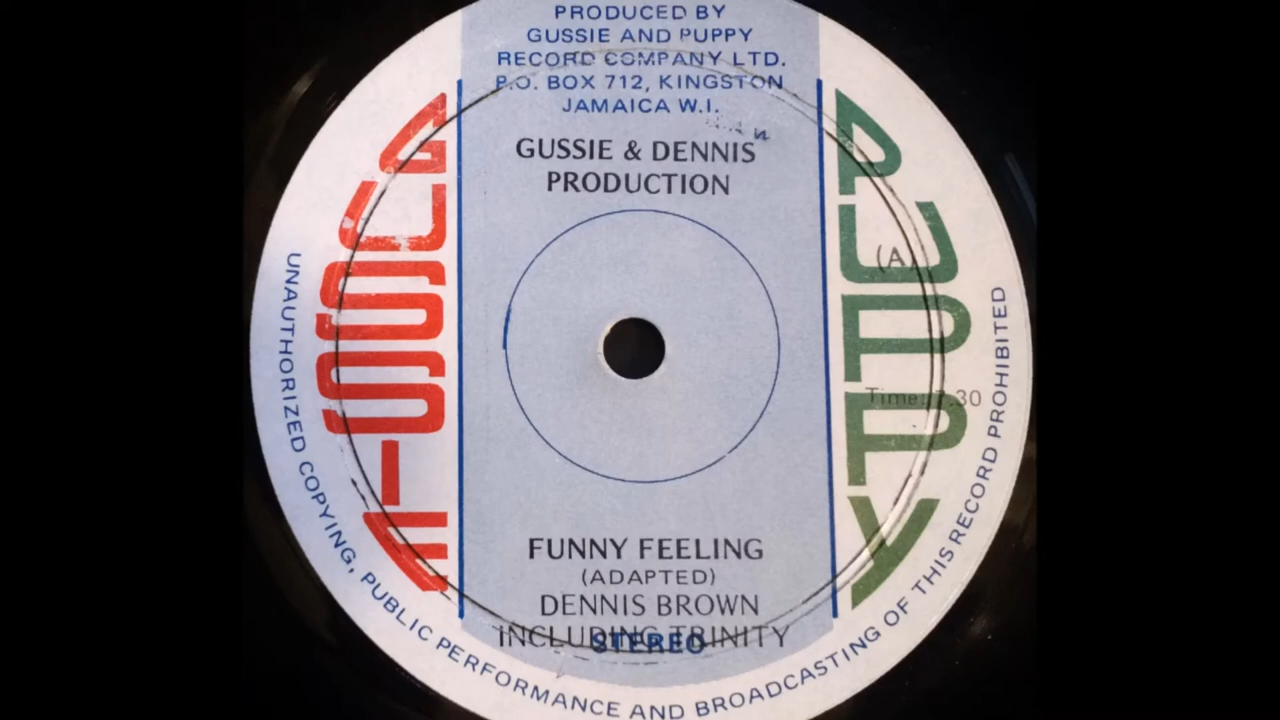 PRODUCED BY
GUSSIE AND PUPPY
RECORD COMPANY LTD.
P.O. BOX 712, KINGSTON
JAMAICA W.I.
GUSSIE & DENNIS
PRODUCTION
GUSSIE
PUPPY
(A)
Time:
FUNNY FEELING
(ADAPTED)
DENNIS BROWN
INCLUDING TRINITY
STEREO
UNAUTHORIZED COPYING, PUBLIC PERFORMANCE AND BROADCASTING OF THIS RECORD PROHIBITED